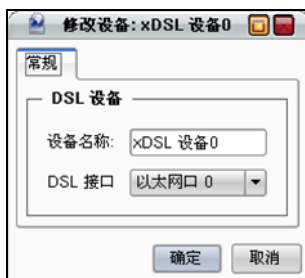 修改设备: xDSL 设备0
常规
DSL 设备
设备名称: xDSL 设备0
DSL 接口 以太网口 0
确定 取消